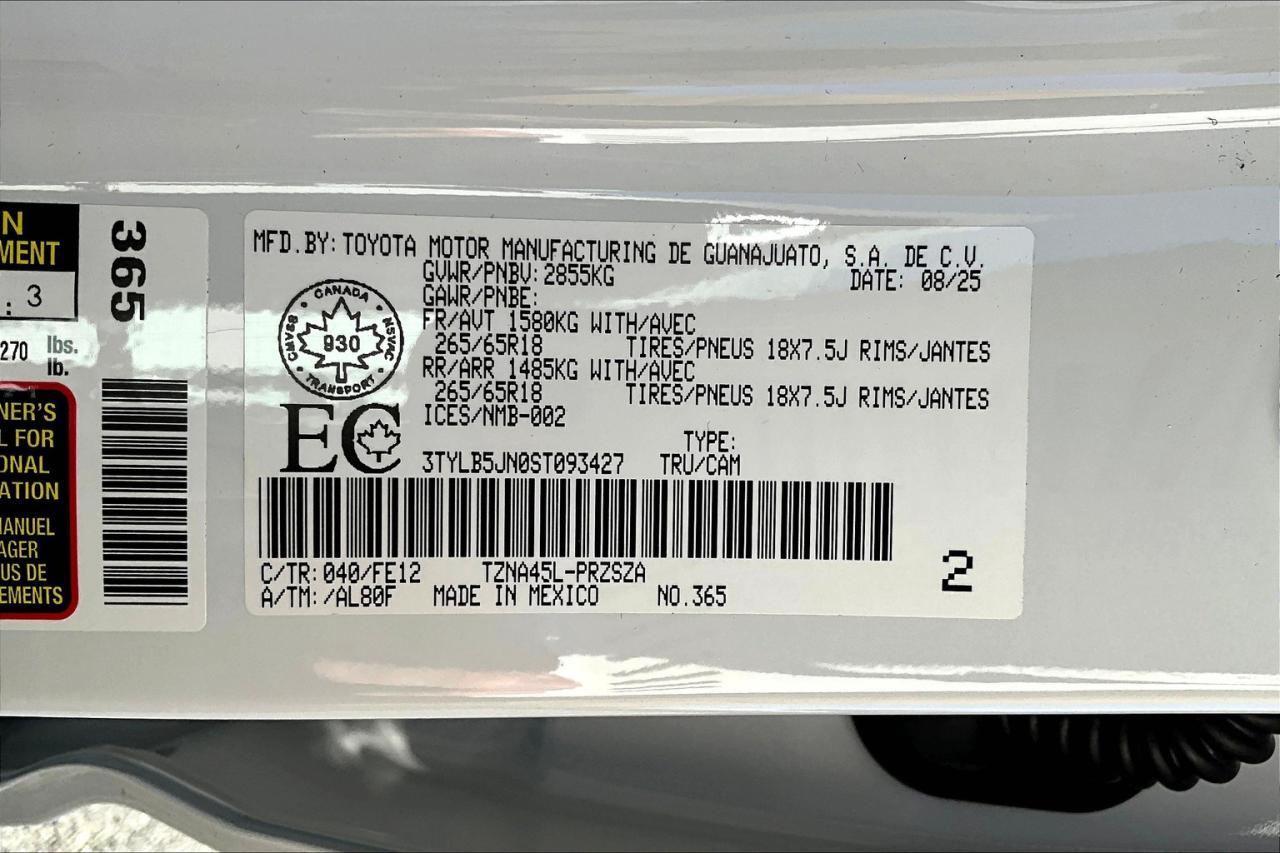 N
MENT
.3
270 lbs.
lb.
NER'S
L FOR
ONAL
ATION
MANUEL
AGER
US DE
EMENTS
365
MFD.BY:TOYOTA MOTOR MANUFACTURING DE GUANAJUATO, S.A. DE C.V.
GVWR/PNBV:2855KG DATE: 08/25
GAWR/PNBE:
FR/AVT 1580KG WITH/AVEC
265/65R18 TIRES/PNEUS 18X7.5J RIMS/JANTES
RR/ARR 1485KG WITH/AVEC
265/65R18 TIRES/PNEUS 18X7.5J RIMS/JANTES
ICES/NMB-002
CANADA
CMVSS 930 NSVAC
TRANSPORT
EC
TYPE:
3TYLB5JN0ST093427 TRU/CAM
C/TR:040/FE12 TZNA45L-PRZSZA
A/TM:/AL80F MADE IN MEXICO NO.365
2